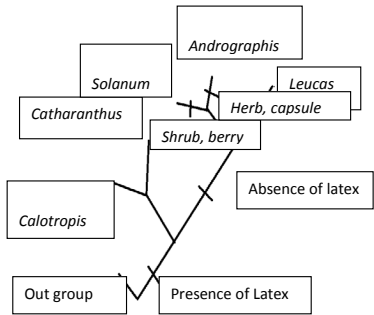 Andrographis
Solanum
Leucas
Catharanthus
Herb, capsule
Shrub, berry
Absence of latex
Calotropis
Out group
Presence of Latex